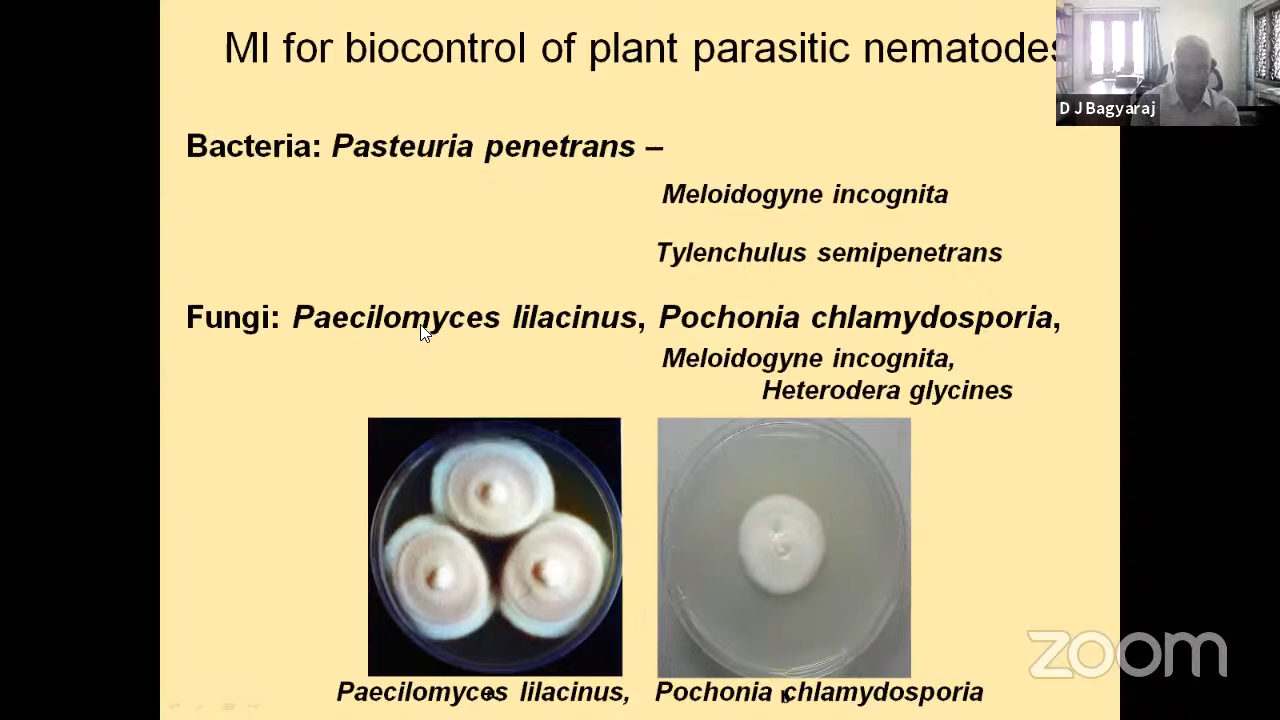 MI for biocontrol of plant parasitic nematodes
D J Bagyaraj
Bacteria: Pasteuria penetrans –
Meloidogyne incognita
Tylenchulus semipenetrans
Fungi: Paecilomyces lilacinus, Pochonia chlamydosporia,
Meloidogyne incognita,
Heterodera glycines
Paecilomyces lilacinus, Pochonia chlamydosporia
zoom